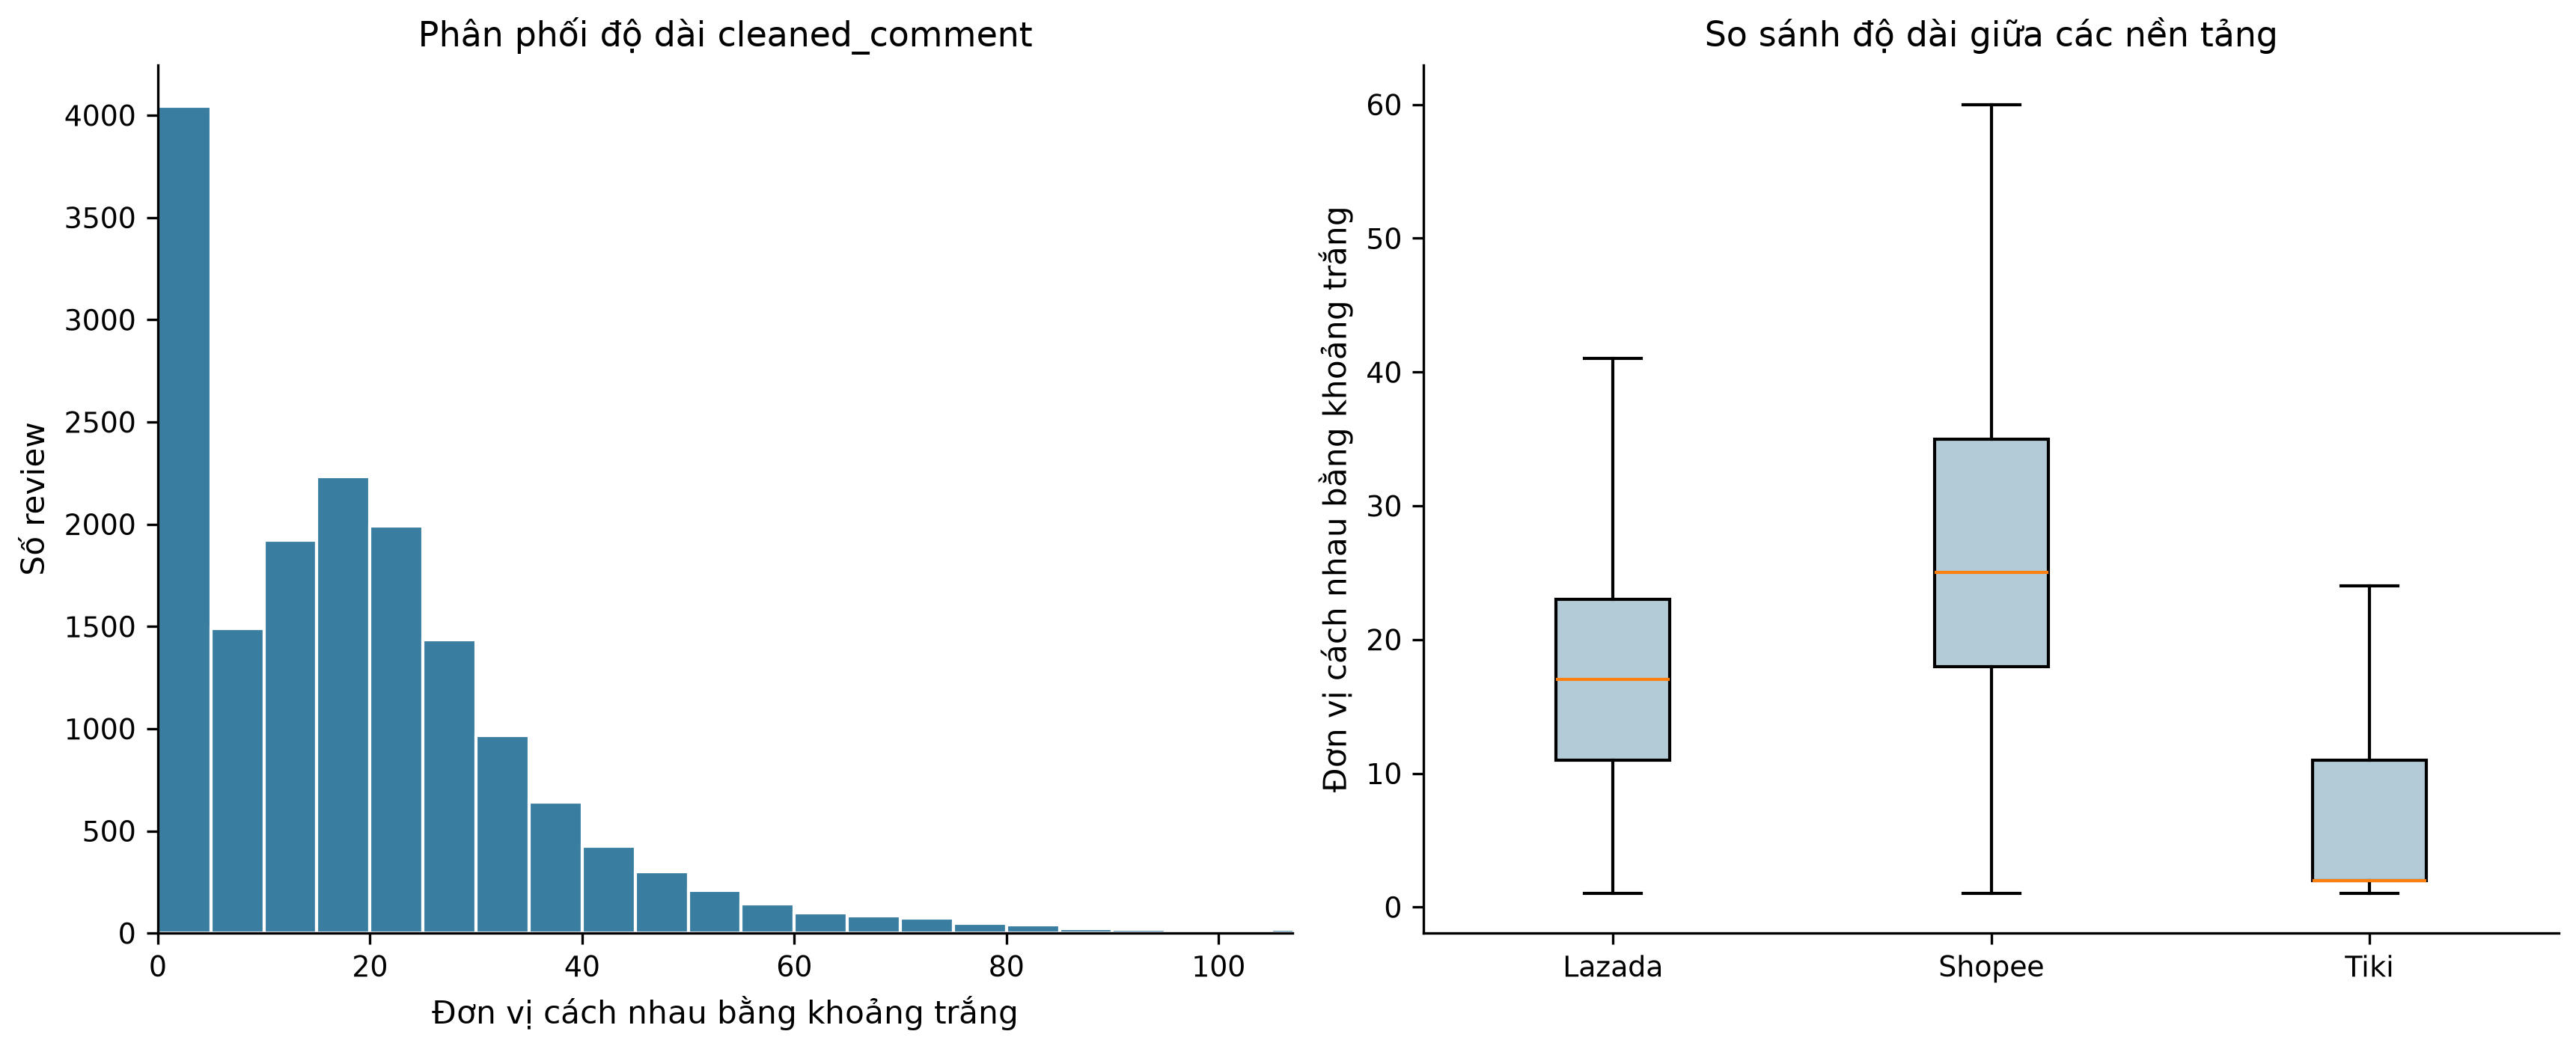 Phân phối độ dài cleaned_comment
Số review
4000
3500
3000
2500
2000
1500
1000
500
0
0 20 40 60 80 100
Đơn vị cách nhau bằng khoảng trắng
So sánh độ dài giữa các nền tảng
Đơn vị cách nhau bằng khoảng trắng
60
50
40
30
20
10
0
Lazada Shopee Tiki